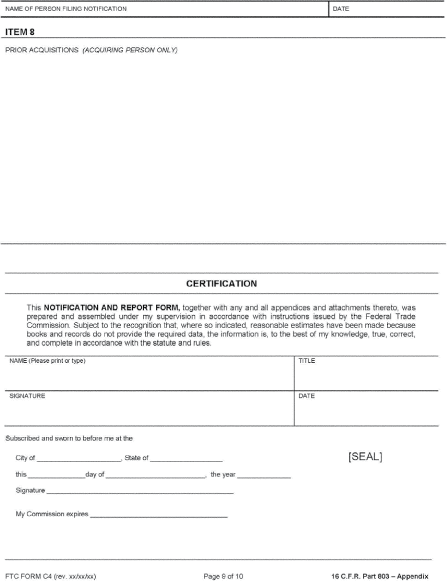 NAME OF PERSON FILING NOTIFICATION DATE
ITEM 8
PRIOR ACQUISITIONS (ACQUIRING PERSON ONLY)
CERTIFICATION
This NOTIFICATION AND REPORT FORM, together with any and all appendices and attachments thereto, was
prepared and assembled under my supervision in accordance with instructions issued by the Federal Trade
Commission. Subject to the recognition that, where so indicated, reasonable estimates have been made because
books and records do not provide the required data, the information is, to the best of my knowledge, true, correct,
and complete in accordance with the statute and rules.
NAME (Please print or type) TITLE
SIGNATURE DATE
Subscribed and sworn to before me at the
City of ____________________, State of __________________ [SEAL]
this ______________day of ________________________, the year _____________
Signature _____________________________________________
My Commission expires __________________________________
FTC FORM C4 (rev. xx/xx/xx) Page 9 of 10 16 C.F.R. Part 803 – Appendix